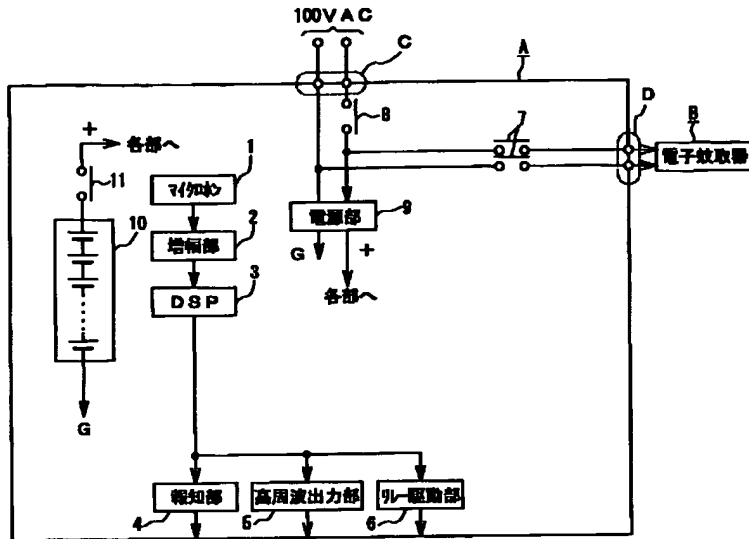 100VAC
C
A
8
D
B
+
各部へ
11
1
7
電子蚊取器
マイクロホン
10
2
電源部
9
増幅部
G
+
3
各部へ
DSP
G
報知部
高周波出力部
リレー駆動部
4
5
6